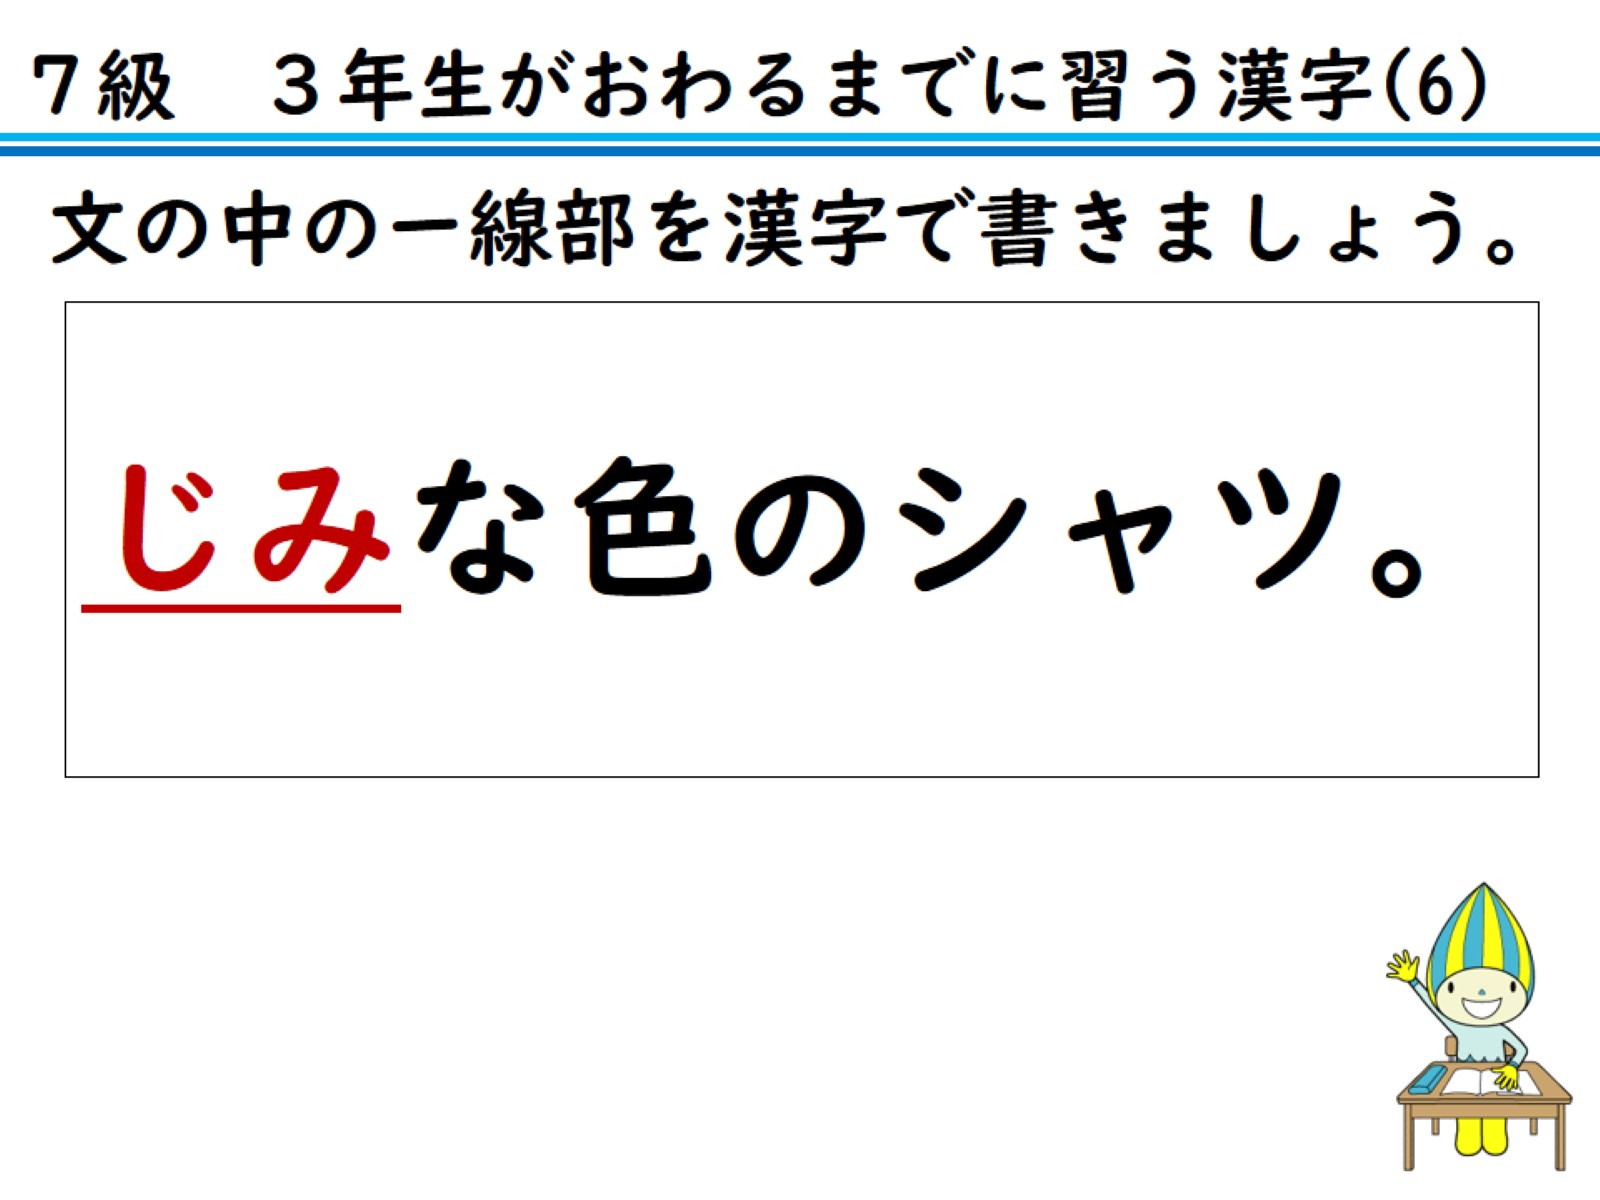 ７級　３年生がおわるまでに習う漢字(6)
文の中の一線部を漢字で書きましょう。
じみな色のシャツ。